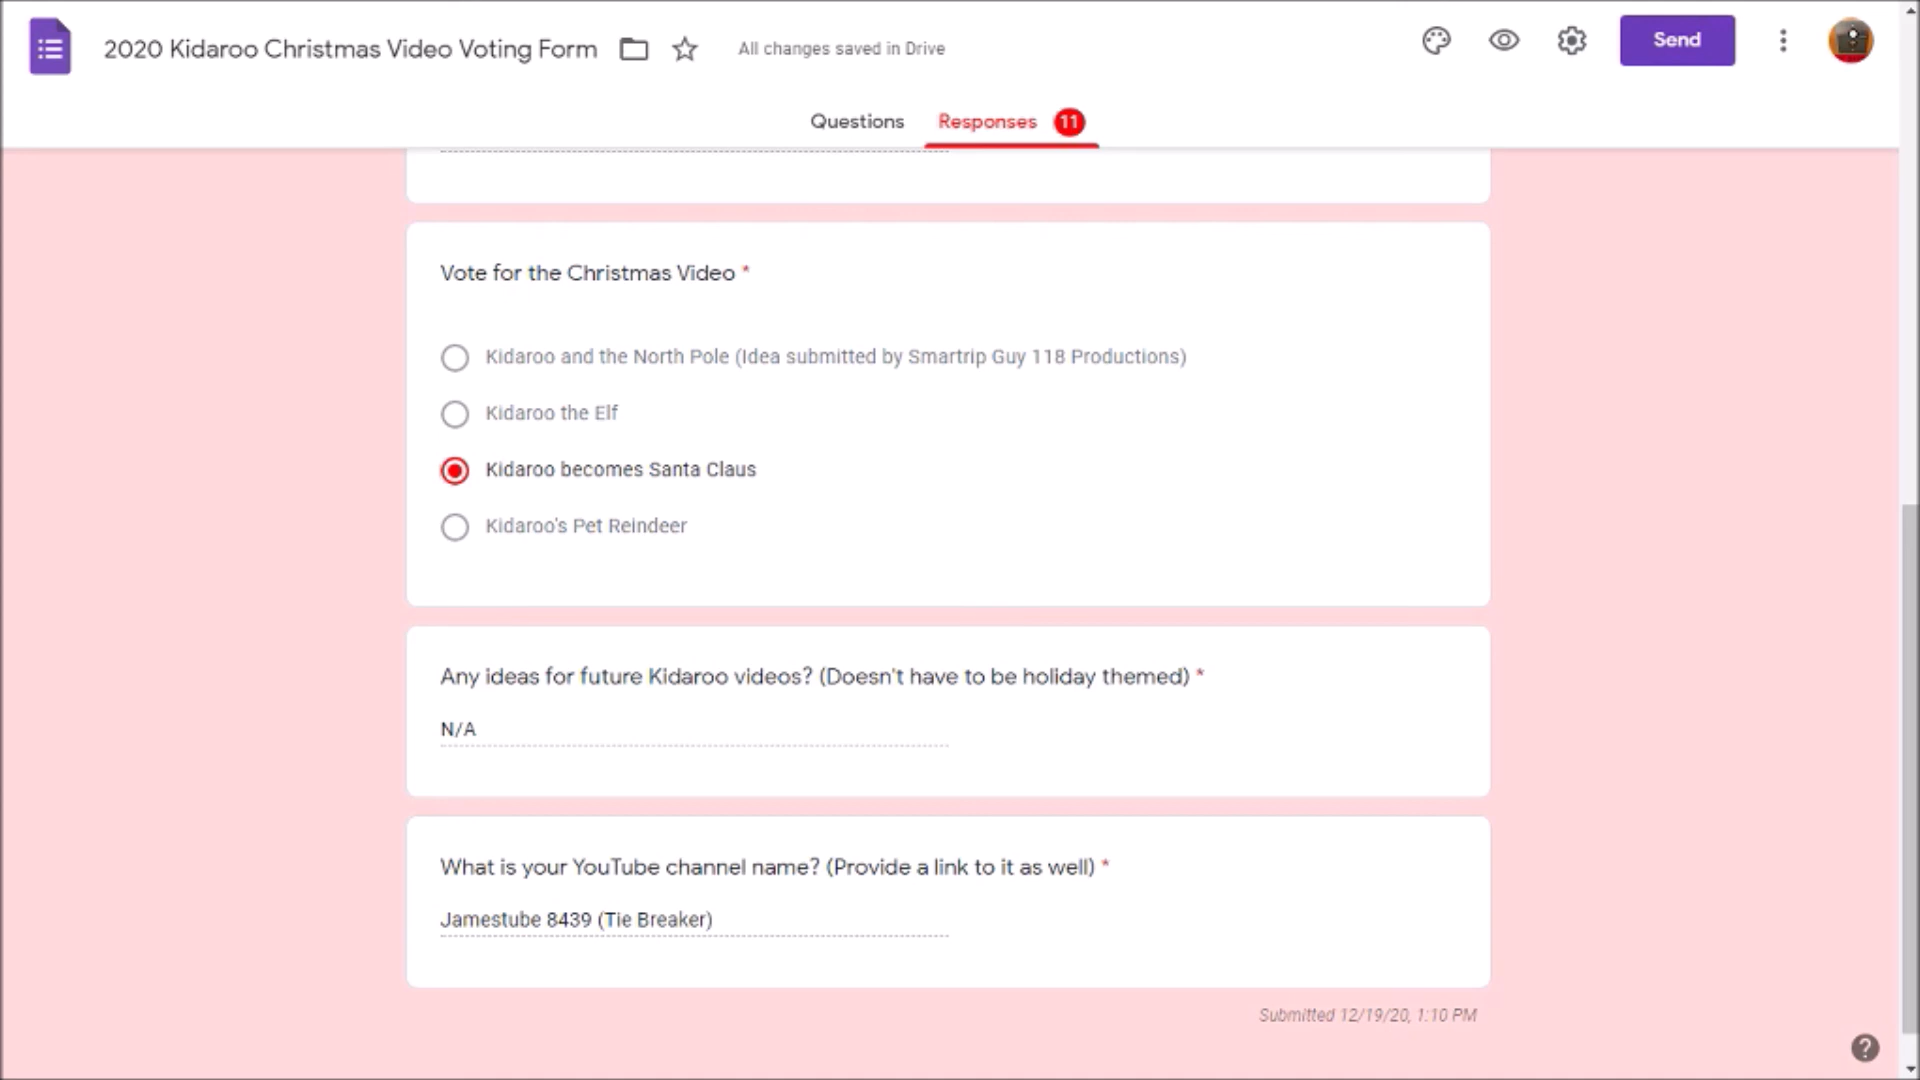 2020 Kidaroo Christmas Video Voting Form
All changes saved in Drive
Send
Questions
Responses 11
Vote for the Christmas Video *
Kidaroo and the North Pole (Idea submitted by Smartrip Guy 118 Productions)
Kidaroo the Elf
Kidaroo becomes Santa Claus
Kidaroo's Pet Reindeer
Any ideas for future Kidaroo videos? (Doesn't have to be holiday themed) *
N/A
What is your YouTube channel name? (Provide a link to it as well) *
Jamestube 8439 (Tie Breaker)
Submitted 12/19/20, 1:10 PM
?